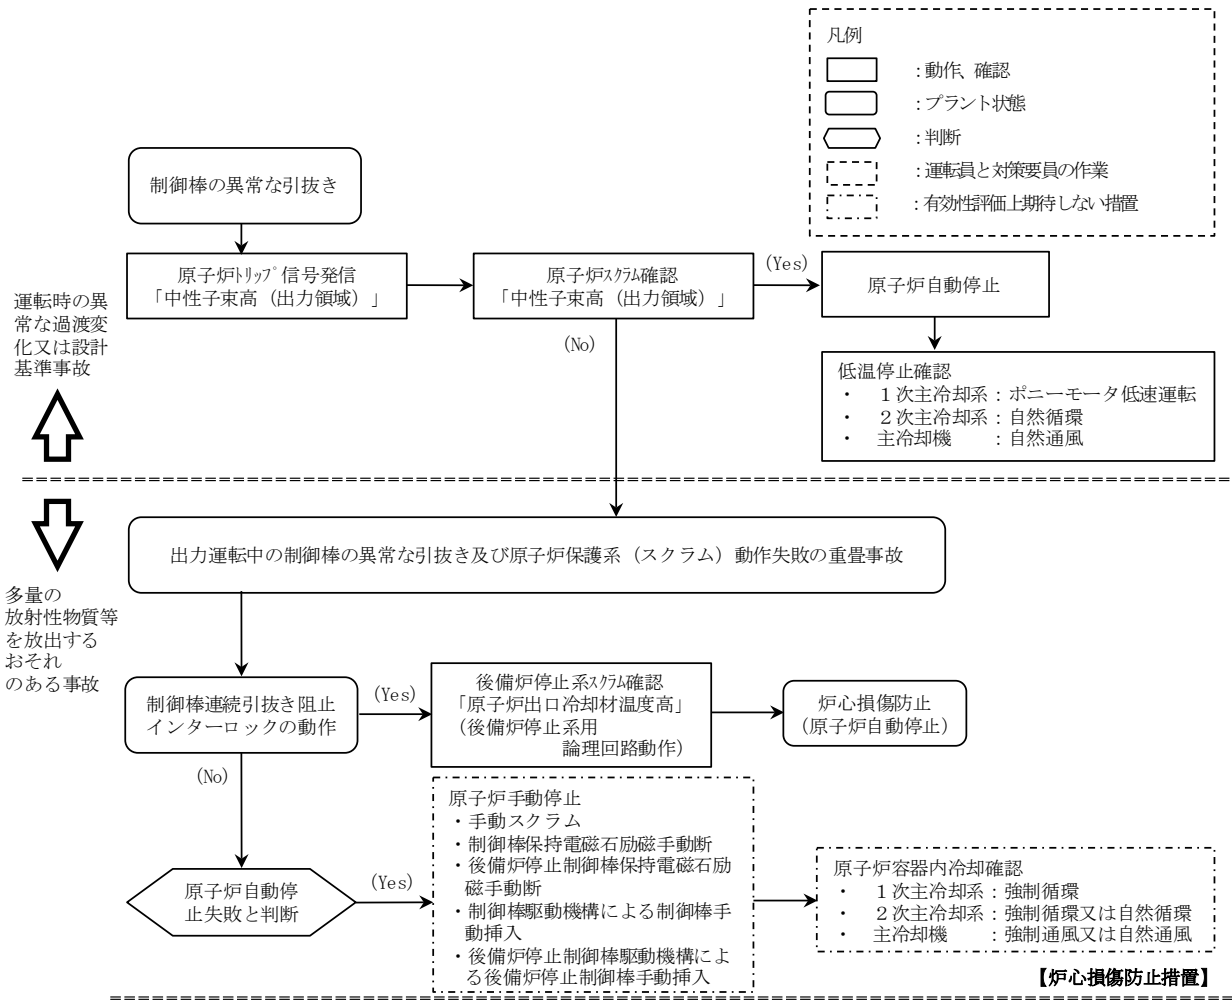 凡例
：動作、確認
：プラント状態
：判断
：運転員と対策要員の作業
：有効性評価上期待しない措置
制御棒の異常な引抜き
原子炉ﾄﾘｯﾌﾟ信号発信
「中性子束高（出力領域）」
原子炉ｽｸﾗﾑ確認
「中性子束高（出力領域）」
(Yes)
原子炉自動停止
(No)
運転時の異
常な過渡変
化又は設計
基準事故
低温停止確認
・　１次主冷却系：ポニーモータ低速運転
・　２次主冷却系：自然循環
・　主冷却機　　：自然通風
出力運転中の制御棒の異常な引抜き及び原子炉保護系（スクラム）動作失敗の重畳事故
多量の
放射性物質等
を放出する
おそれ
のある事故
制御棒連続引抜き阻止
インターロックの動作
(Yes)
後備炉停止系ｽｸﾗﾑ確認
「原子炉出口冷却材温度高」
（後備炉停止系用
論理回路動作）
炉心損傷防止
（原子炉自動停止）
(No)
原子炉自動停
止失敗と判断
(Yes)
原子炉手動停止
・手動スクラム
・制御棒保持電磁石励磁手動断
・後備炉停止制御棒保持電磁石励
磁手動断
・制御棒駆動機構による制御棒手
動挿入
・後備炉停止制御棒駆動機構によ
る後備炉停止制御棒手動挿入
原子炉容器内冷却確認
・　１次主冷却系：強制循環
・　２次主冷却系：強制循環又は自然循環
・　主冷却機　　：強制通風又は自然通風
【炉心損傷防止措置】